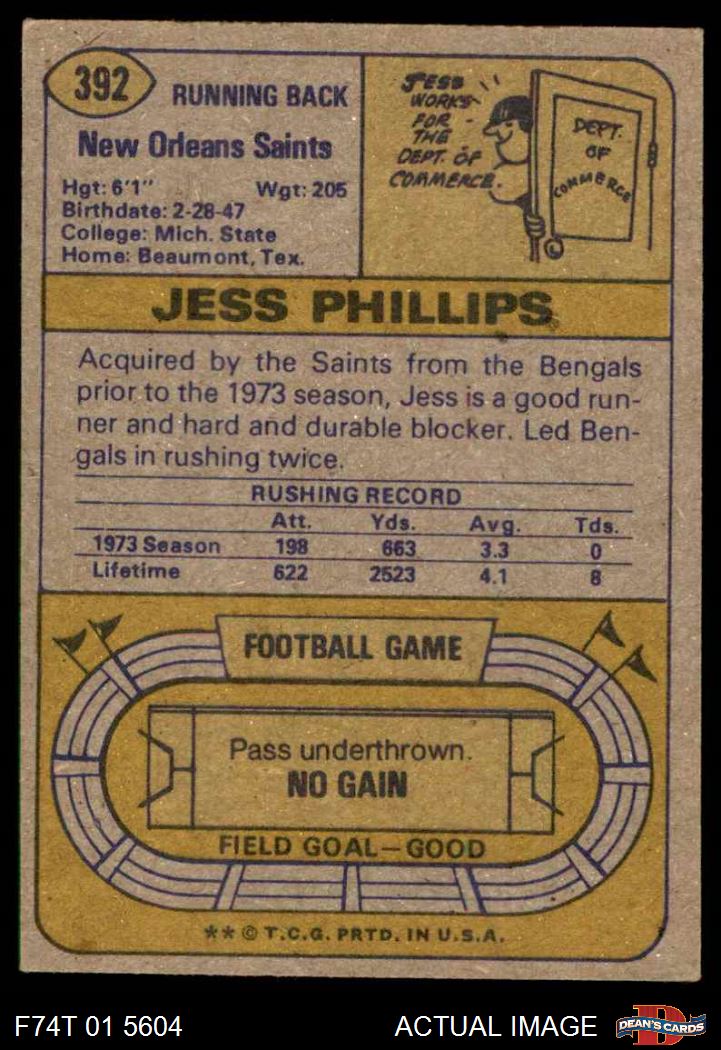 392
RUNNING BACK
New Orleans Saints
Hgt: 6'1" Wgt: 205
Birthdate: 2-28-47
College: Mich. State
Home: Beaumont, Tex.
JESS
WORKS
FOR
THE
DEPT. OF
COMMERCE.
DEPT.
OF
COMMERCE
JESS PHILLIPS
Acquired by the Saints from the Bengals
prior to the 1973 season, Jess is a good run-
ner and hard and durable blocker. Led Ben-
gals in rushing twice.
RUSHING RECORD
Att. Yds. Avg. Tds.
1973 Season 198 663 3.3 0
Lifetime 622 2523 4.1 8
FOOTBALL GAME
Pass underthrown.
NO GAIN
FIELD GOAL—GOOD
** © T.C.G. PRTD. IN U.S.A.
F74T 01 5604 ACTUAL IMAGE
D
DEAN'S CARDS